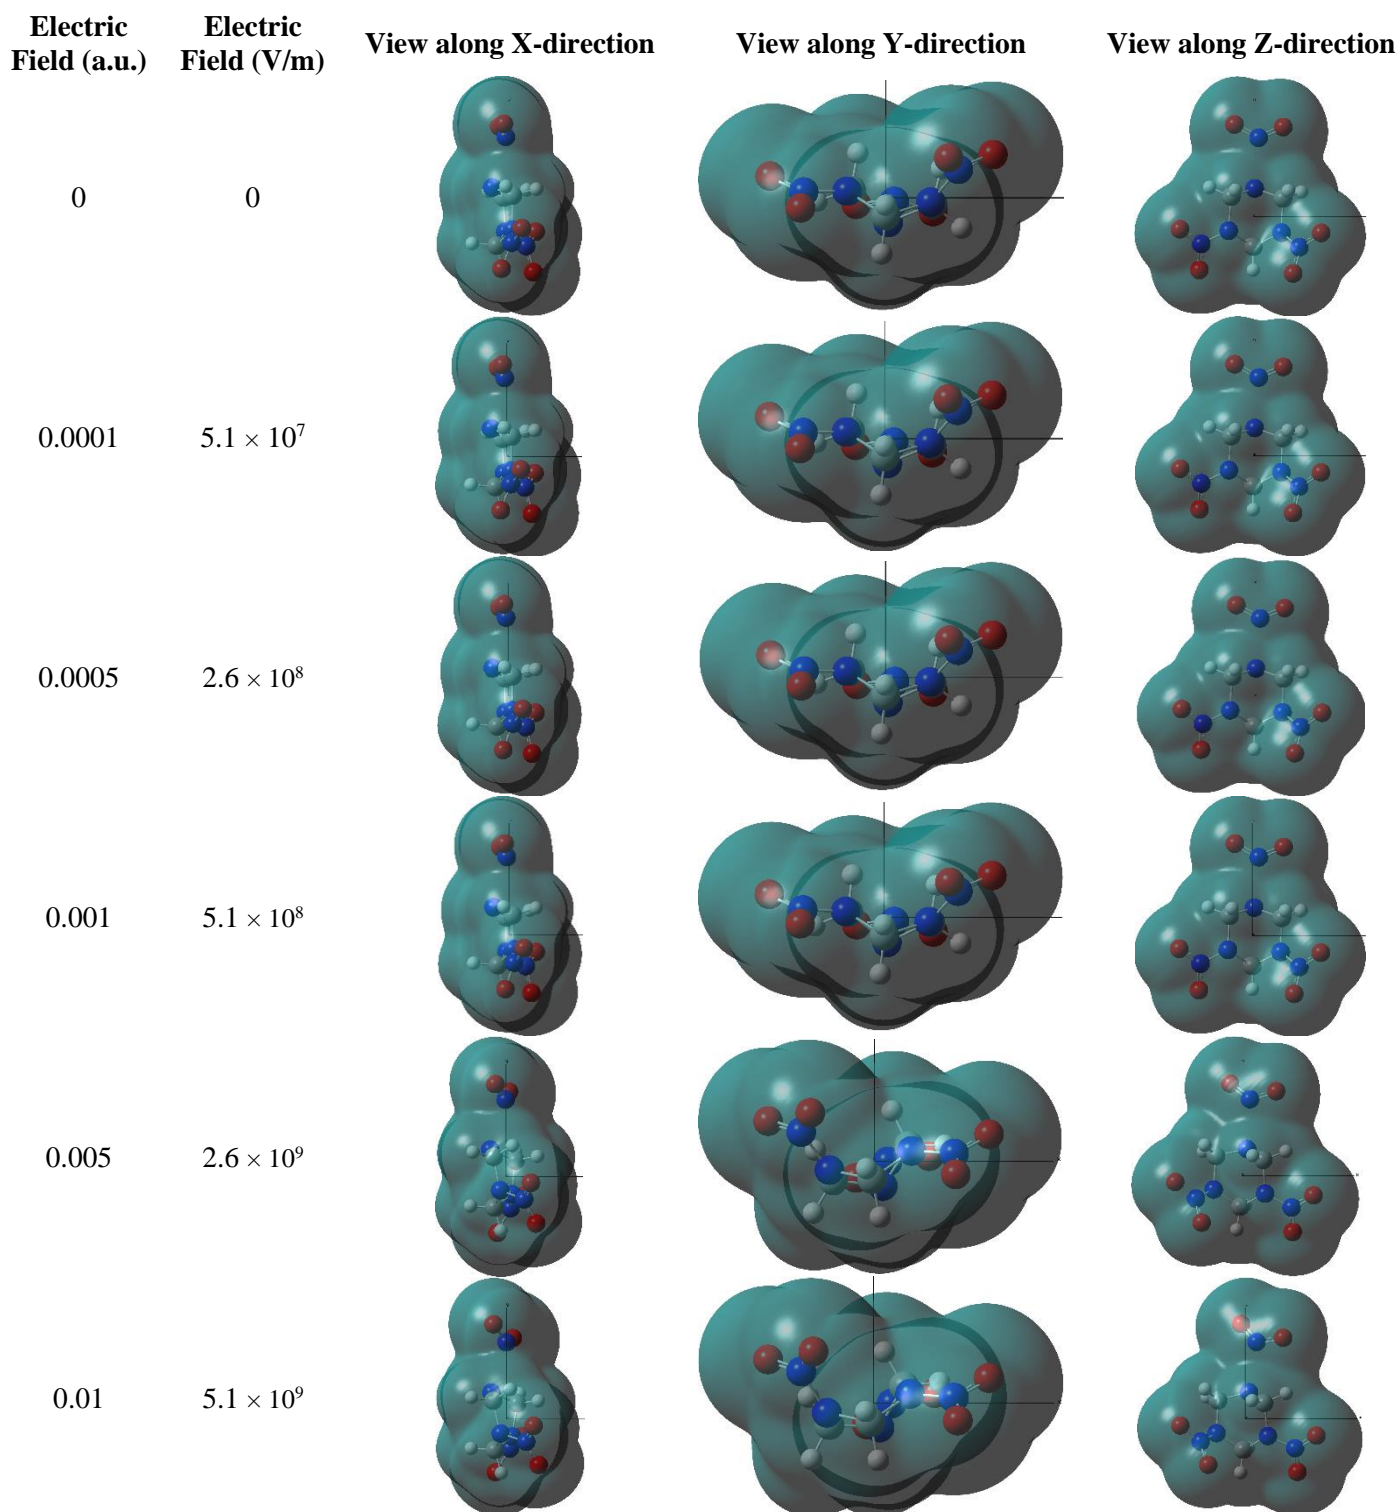 Electric Field (a.u.) Electric Field (V/m) View along X-direction View along Y-direction View along Z-direction
0 0
0.0001 5.1 × 10⁷
0.0005 2.6 × 10⁸
0.001 5.1 × 10⁸
0.005 2.6 × 10⁹
0.01 5.1 × 10⁹